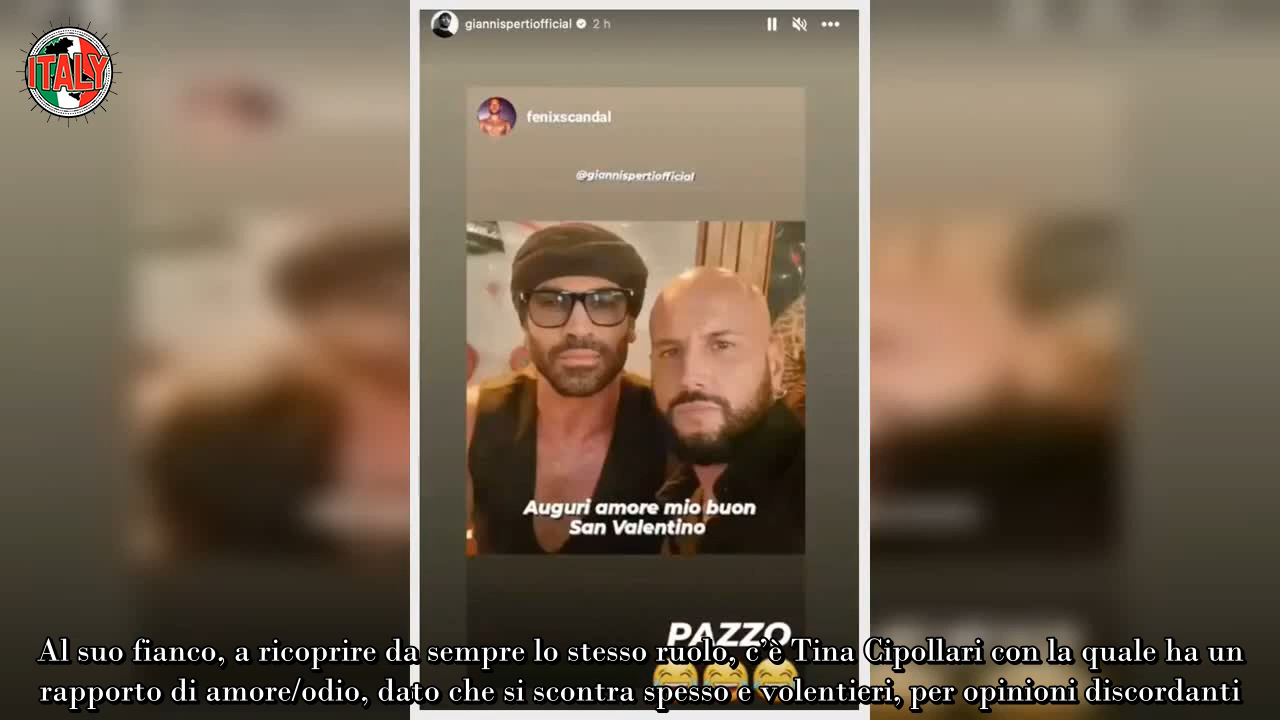 ITALY
giannispertiofficial 2 h
fenixscandal
@giannispertiofficial
Auguri amore mio buon
San Valentino
PAZZO
Al suo fianco, a ricoprire da sempre lo stesso ruolo, c'è Tina Cipollari con la quale ha un
rapporto di amore/odio, dato che si scontra spesso e volentieri, per opinioni discordanti